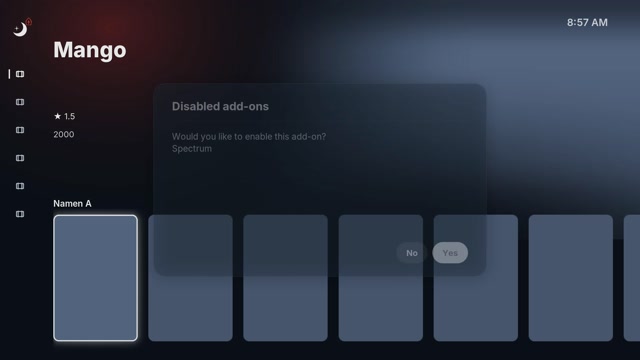 8:57 AM
Mango
Disabled add-ons
★ 1.5
2000
Would you like to enable this add-on?
Spectrum
Namen A
No
Yes